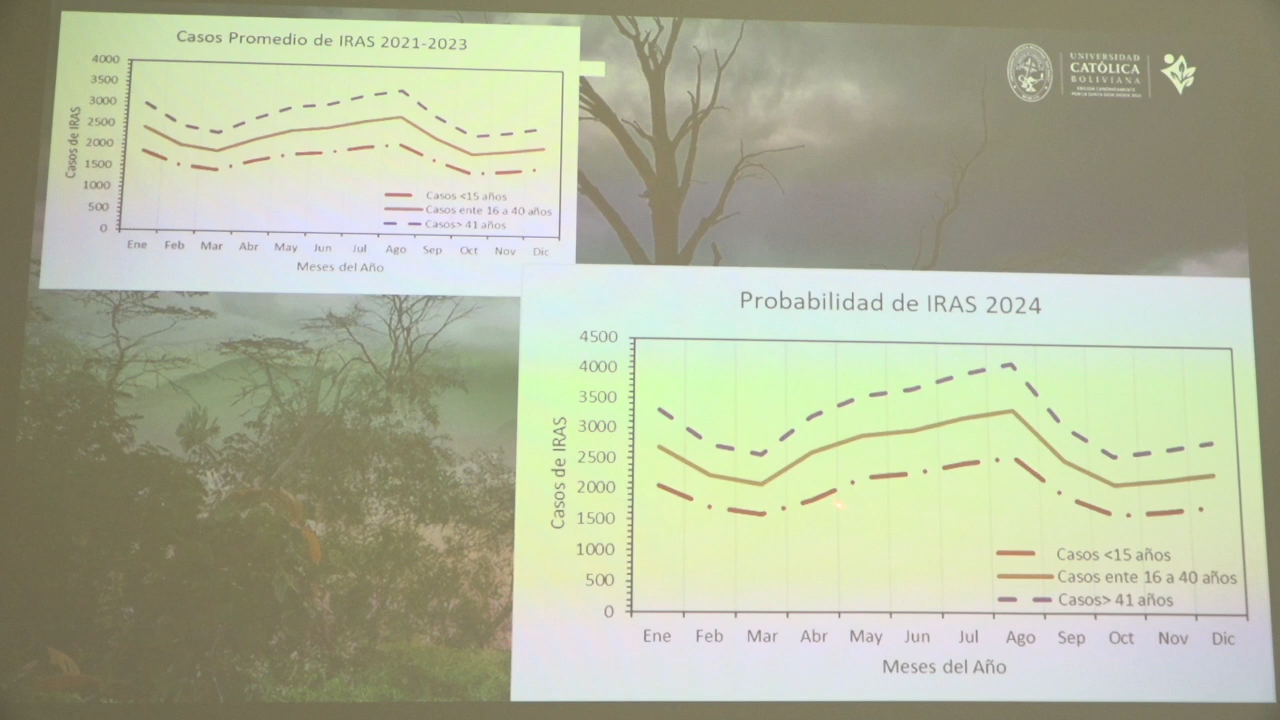 Casos Promedio de IRAS 2021-2023
4000
3500
3000
2500
2000
1500
1000
500
0
Casos de IRAS
Casos <15 años
Casos ente 16 a 40 años
Casos> 41 años
Ene Feb Mar Abr May Jun Jul Ago Sep Oct Nov Dic
Meses del Año
UNIVERSIDAD
CATÓLICA
BOLIVIANA
Probabilidad de IRAS 2024
4500
4000
3500
3000
2500
2000
1500
1000
500
0
Casos de IRAS
Casos <15 años
Casos ente 16 a 40 años
Casos> 41 años
Ene Feb Mar Abr May Jun Jul Ago Sep Oct Nov Dic
Meses del Año